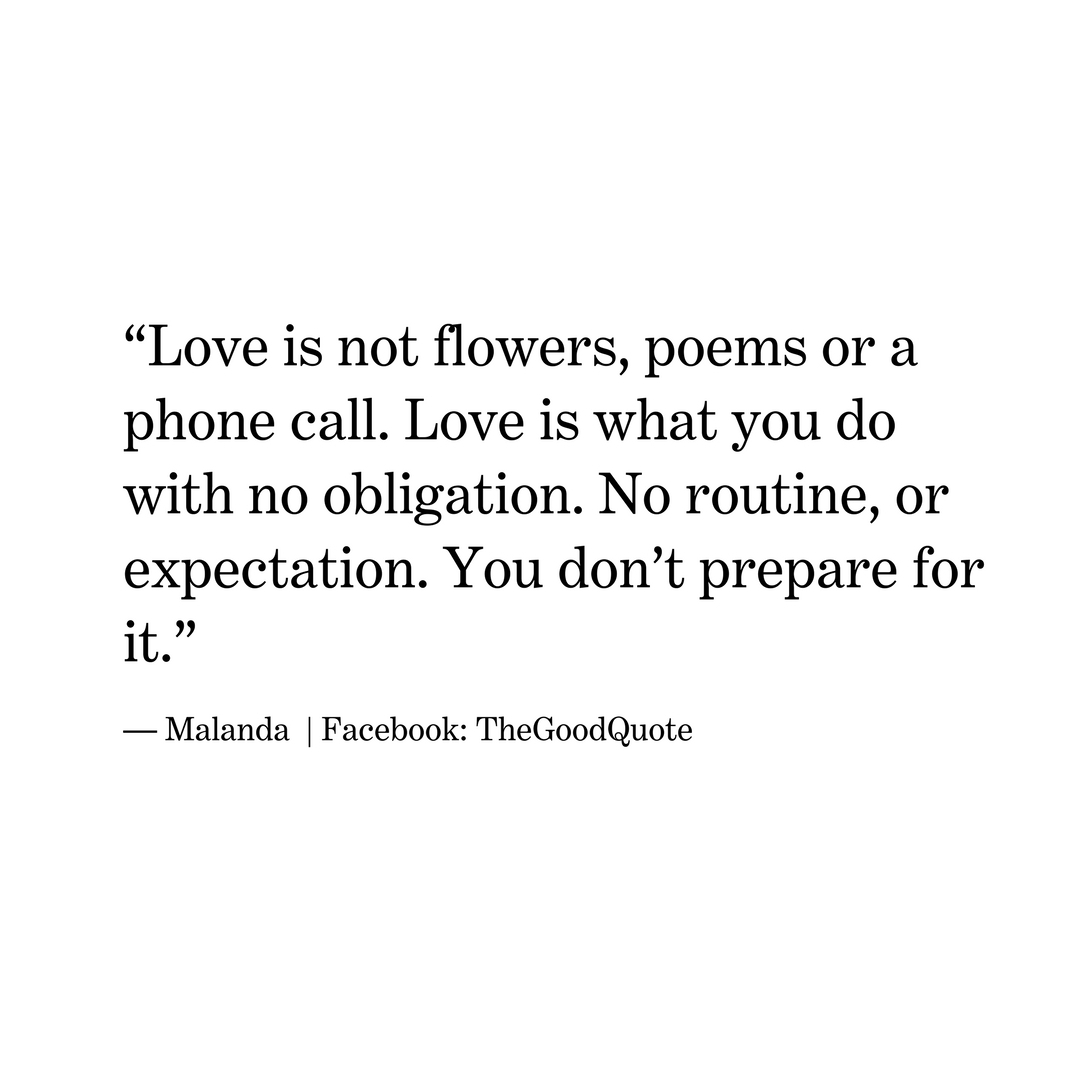 “Love is not flowers, poems or a
phone call. Love is what you do
with no obligation. No routine, or
expectation. You don’t prepare for
it.”
— Malanda | Facebook: TheGoodQuote